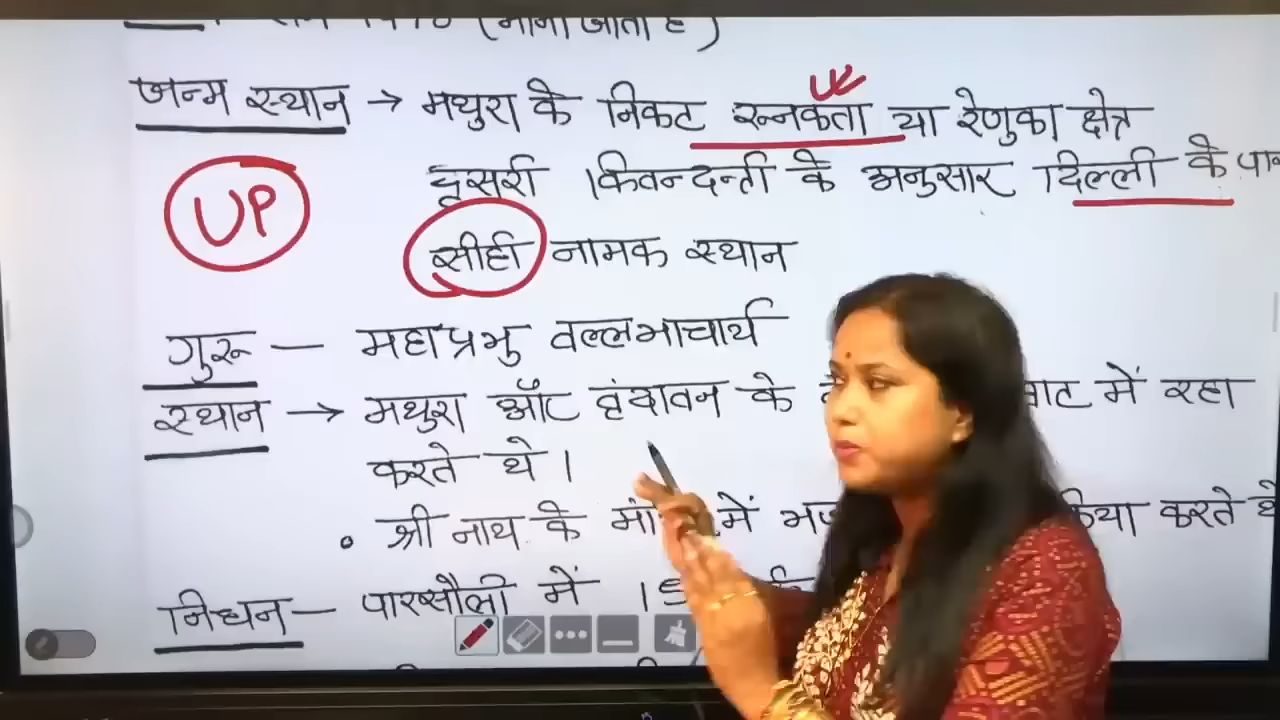 (माना जाता है)
जन्म स्थान → मथुरा के निकट रुनकता या रेणुका क्षेत्र
दूसरी किवन्दन्ती के अनुसार दिल्ली के
UP
सीही नामक स्थान
गुरू — महाप्रभु वल्लभाचार्य
स्थान → मथुरा और वृंदावन के में रहा
करते थे।
• श्री नाथ के में किया करते थे
निधन — पारसौली में